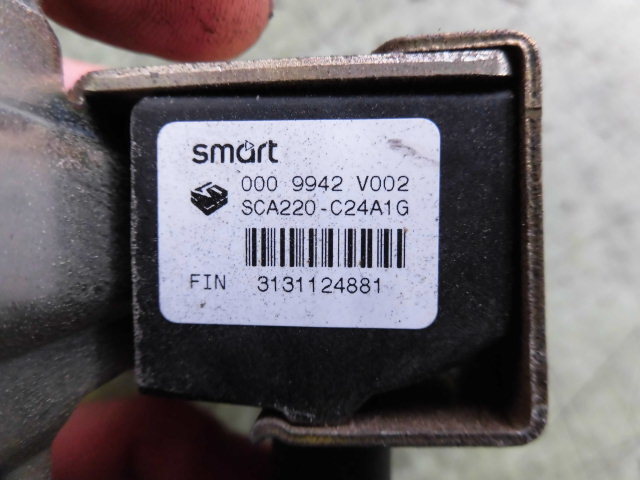 smart
000 9942 V002
SCA220-C24A1G
FIN 3131124881